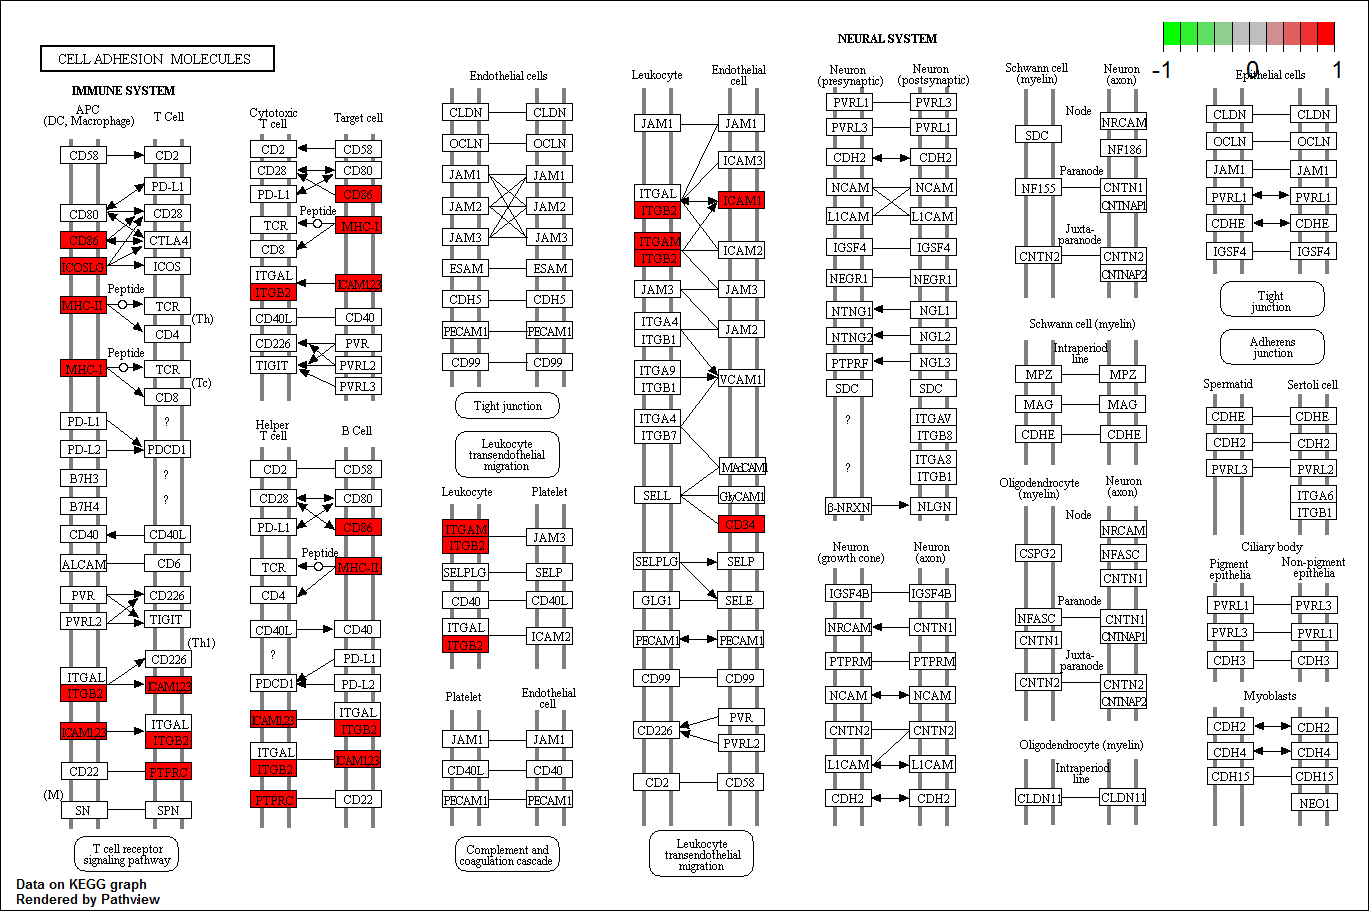 CELL ADHESION MOLECULES
IMMUNE SYSTEM
APC
(DC, Macrophage)
T Cell
CD58
CD2
PD-L1
CD80
CD28
CD86
CTLA4
ICOSLG
ICOS
Peptide
MHC-II
TCR
(Th)
CD4
Peptide
MHC-I
TCR
(Tc)
CD8
PD-L1
?
PD-L2
PDCD1
B7H3
?
B7H4
?
CD40
CD40L
ALCAM
CD6
PVR
CD226
PVRL2
TIGIT
(Th1)
CD226
ITGAL
ITGB2
ICAM123
ICAM123
ITGAL
ITGB2
CD22
PTPRC
(M)
SN
SPN
T cell receptor
signaling pathway
Cytotoxic
T cell
Target cell
CD2
CD58
CD28
CD80
PD-L1
CD86
Peptide
TCR
MHC-I
CD8
ITGAL
ITGB2
ICAM123
CD40L
CD40
CD226
PVR
TIGIT
PVRL2
PVRL3
Helper
T cell
B Cell
CD2
CD58
CD28
CD80
PD-L1
CD86
Peptide
TCR
MHC-II
CD4
CD40L
CD40
?
PD-L1
PDCD1
PD-L2
ICAM123
ITGAL
ITGB2
ITGAL
ITGB2
ICAM123
PTPRC
CD22
Endothelial cells
CLDN
CLDN
OCLN
OCLN
JAM1
JAM1
JAM2
JAM2
JAM3
JAM3
ESAM
ESAM
CDH5
CDH5
PECAM1
PECAM1
CD99
CD99
Tight junction
Leukocyte
transendothelial
migration
Leukocyte
Platelet
ITGAM
ITGB2
JAM3
SELPLG
SELP
CD40
CD40L
ITGAL
ITGB2
ICAM2
Platelet
Endothelial
cell
JAM1
JAM1
CD40L
CD40
PECAM1
PECAM1
Complement and
coagulation cascade
Leukocyte
Endothelial
cell
JAM1
JAM1
ICAM3
ITGAL
ITGB2
ICAM1
ITGAM
ITGB2
ICAM2
JAM3
JAM3
ITGA4
ITGB1
JAM2
ITGA9
ITGB1
VCAM1
ITGA4
ITGB7
MAdCAM1
SELL
GlyCAM1
CD34
SELPLG
SELP
GLG1
SELE
PECAM1
PECAM1
CD99
CD99
CD226
PVR
PVRL2
CD2
CD58
Leukocyte
transendothelial
migration
NEURAL SYSTEM
Neuron
(presynaptic)
Neuron
(postsynaptic)
PVRL1
PVRL3
PVRL3
PVRL1
CDH2
CDH2
NCAM
NCAM
L1CAM
L1CAM
IGSF4
IGSF4
NEGR1
NEGR1
NTNG1
NGL1
NTNG2
NGL2
PTPRF
NGL3
SDC
SDC
?
ITGAV
ITGB8
?
ITGA8
ITGB1
β-NRXN
NLGN
Neuron
(growth cone)
Neuron
(axon)
IGSF4B
IGSF4B
NRCAM
CNTN1
PTPRM
PTPRM
NCAM
NCAM
CNTN2
CNTN2
L1CAM
L1CAM
CDH2
CDH2
Schwann cell
(myelin)
Neuron
(axon)
Node
NRCAM
SDC
NF186
Paranode
NF155
CNTN1
CNTNAP1
Juxta-
paranode
CNTN2
CNTN2
CNTNAP2
Schwann cell (myelin)
Intraperiod
line
MPZ
MPZ
MAG
MAG
CDHE
CDHE
Oligodendrocyte
(myelin)
Neuron
(axon)
Node
NRCAM
CSPG2
NFASC
CNTN1
Paranode
NFASC
CNTN1
CNTN1
CNTNAP1
Juxta-
paranode
CNTN2
CNTN2
CNTNAP2
Oligodendrocyte (myelin)
Intraperiod
line
CLDN11
CLDN11
-1
0
1
Epithelial cells
CLDN
CLDN
OCLN
OCLN
JAM1
JAM1
PVRL1
PVRL1
CDHE
CDHE
IGSF4
IGSF4
Tight
junction
Adherens
junction
Spermatid
Sertoli cell
CDHE
CDHE
CDH2
CDH2
PVRL3
PVRL2
ITGA6
ITGB1
Ciliary body
Pigment
epithelia
Non-pigment
epithelia
PVRL1
PVRL3
PVRL3
PVRL1
CDH3
CDH3
Myoblasts
CDH2
CDH2
CDH4
CDH4
CDH15
CDH15
NEO1
Data on KEGG graph
Rendered by Pathview